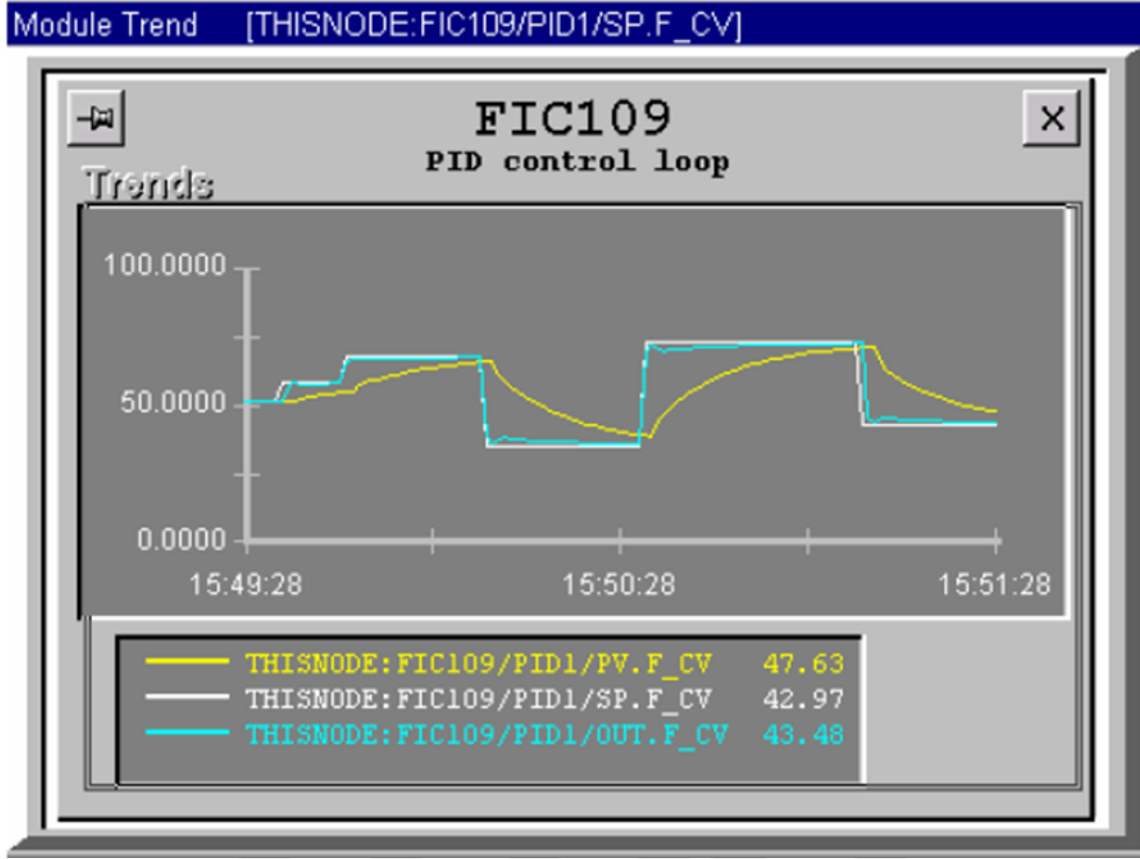 Module Trend [THISNODE:FIC109/PID1/SP.F_CV]
FIC109
X
PID control loop
Trends
100.0000
50.0000
0.0000
15:49:28 15:50:28 15:51:28
THISNODE:FIC109/PID1/PV.F_CV 47.63
THISNODE:FIC109/PID1/SP.F_CV 42.97
THISNODE:FIC109/PID1/OUT.F_CV 43.48